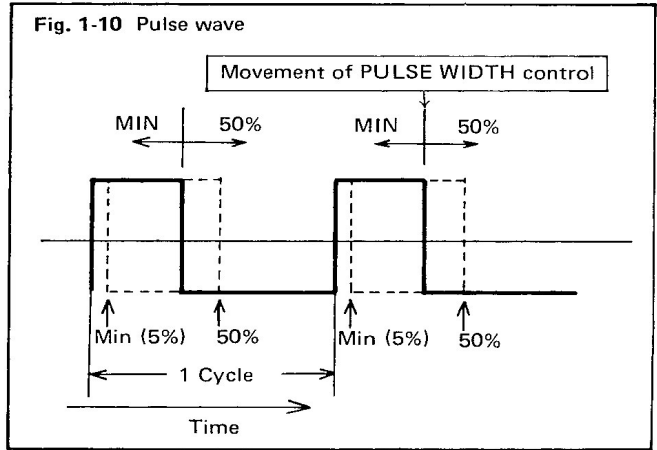 Fig. 1-10 Pulse wave
Movement of PULSE WIDTH control
MIN 50% MIN 50%
Min (5%) 50% Min (5%) 50%
1 Cycle
Time